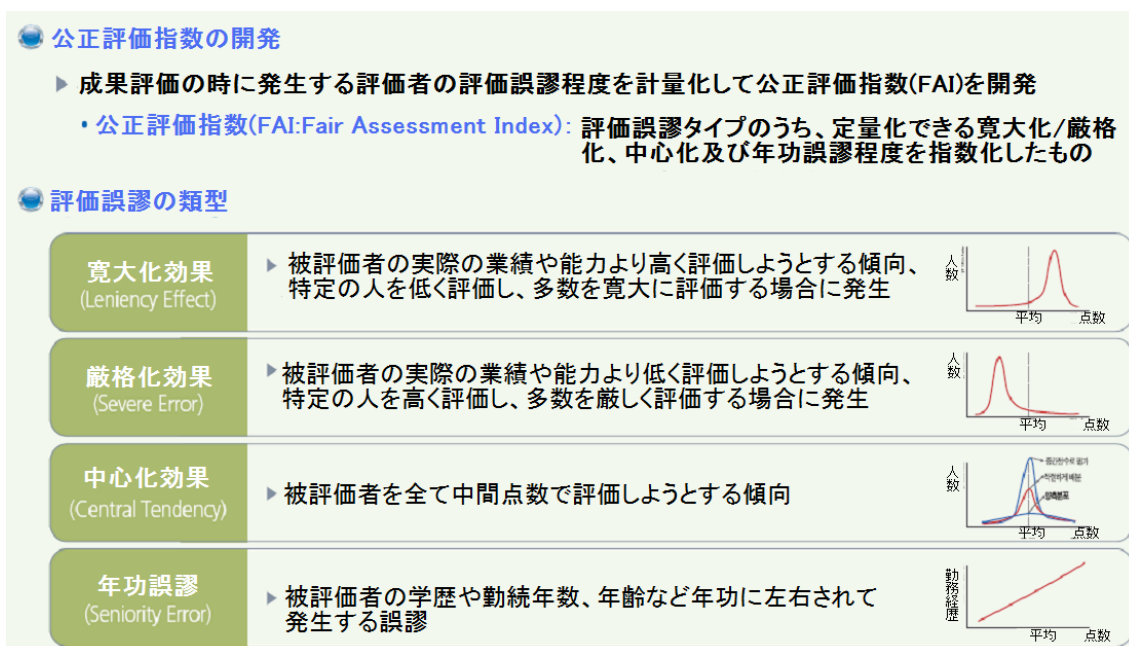 公正評価指数の開発
成果評価の時に発生する評価者の評価誤謬程度を計量化して公正評価指数(FAI)を開発
・公正評価指数(FAI:Fair Assessment Index): 評価誤謬タイプのうち、定量化できる寛大化/厳格
化、中心化及び年功誤謬程度を指数化したもの
評価誤謬の類型
寛大化効果
(Leniency Effect)
被評価者の実際の業績や能力より高く評価しようとする傾向、
特定の人を低く評価し、多数を寛大に評価する場合に発生
人数
平均 点数
厳格化効果
(Severe Error)
被評価者の実際の業績や能力より低く評価しようとする傾向、
特定の人を高く評価し、多数を厳しく評価する場合に発生
人数
平均 点数
中心化効果
(Central Tendency)
被評価者を全て中間点数で評価しようとする傾向
人数
平均 点数
年功誤謬
(Seniority Error)
被評価者の学歴や勤続年数、年齢など年功に左右されて
発生する誤謬
勤務経歴
平均 点数